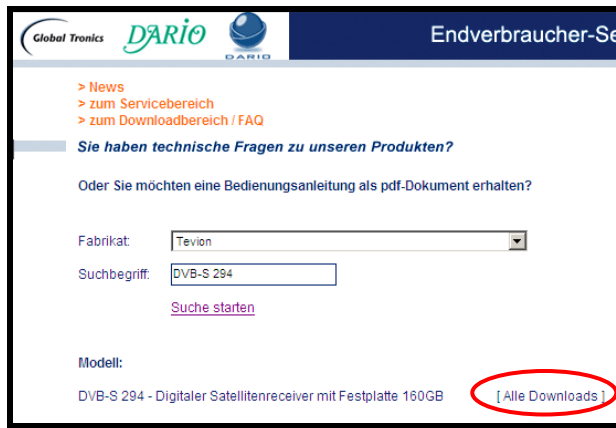 Global Tronics DARIO DARIO
Endverbraucher-Se
> News
> zum Servicebereich
> zum Downloadbereich / FAQ
Sie haben technische Fragen zu unseren Produkten?
Oder Sie möchten eine Bedienungsanleitung als pdf-Dokument erhalten?
Fabrikat: Tevion
Suchbegriff: DVB-S 294
Suche starten
Modell:
DVB-S 294 - Digitaler Satellitenreceiver mit Festplatte 160GB [ Alle Downloads ]